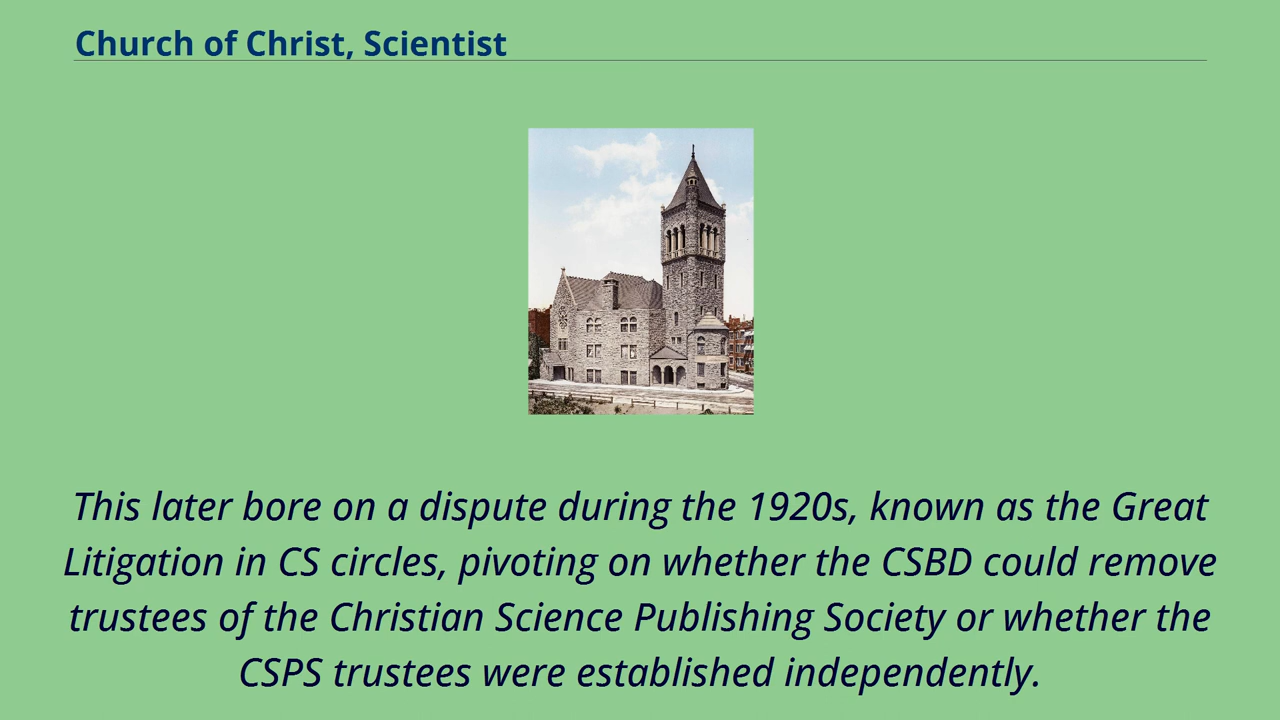 Church of Christ, Scientist
This later bore on a dispute during the 1920s, known as the Great
Litigation in CS circles, pivoting on whether the CSBD could remove
trustees of the Christian Science Publishing Society or whether the
CSPS trustees were established independently.